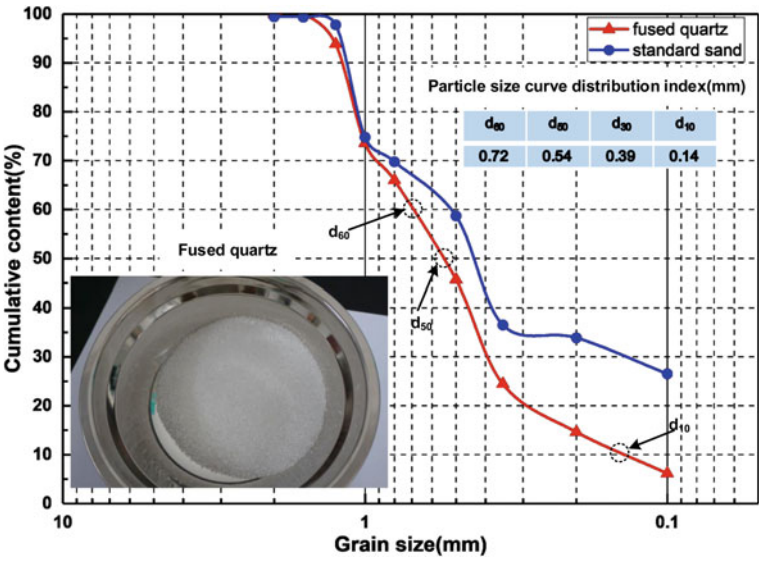 fused quartz
standard sand
Particle size curve distribution index(mm)
d60 d50 d30 d10
0.72 0.54 0.39 0.14
100
90
80
70
60
50
40
30
20
10
0
Cumulative content(%)
d60
Fused quartz
d50
d10
10 1 0.1
Grain size(mm)